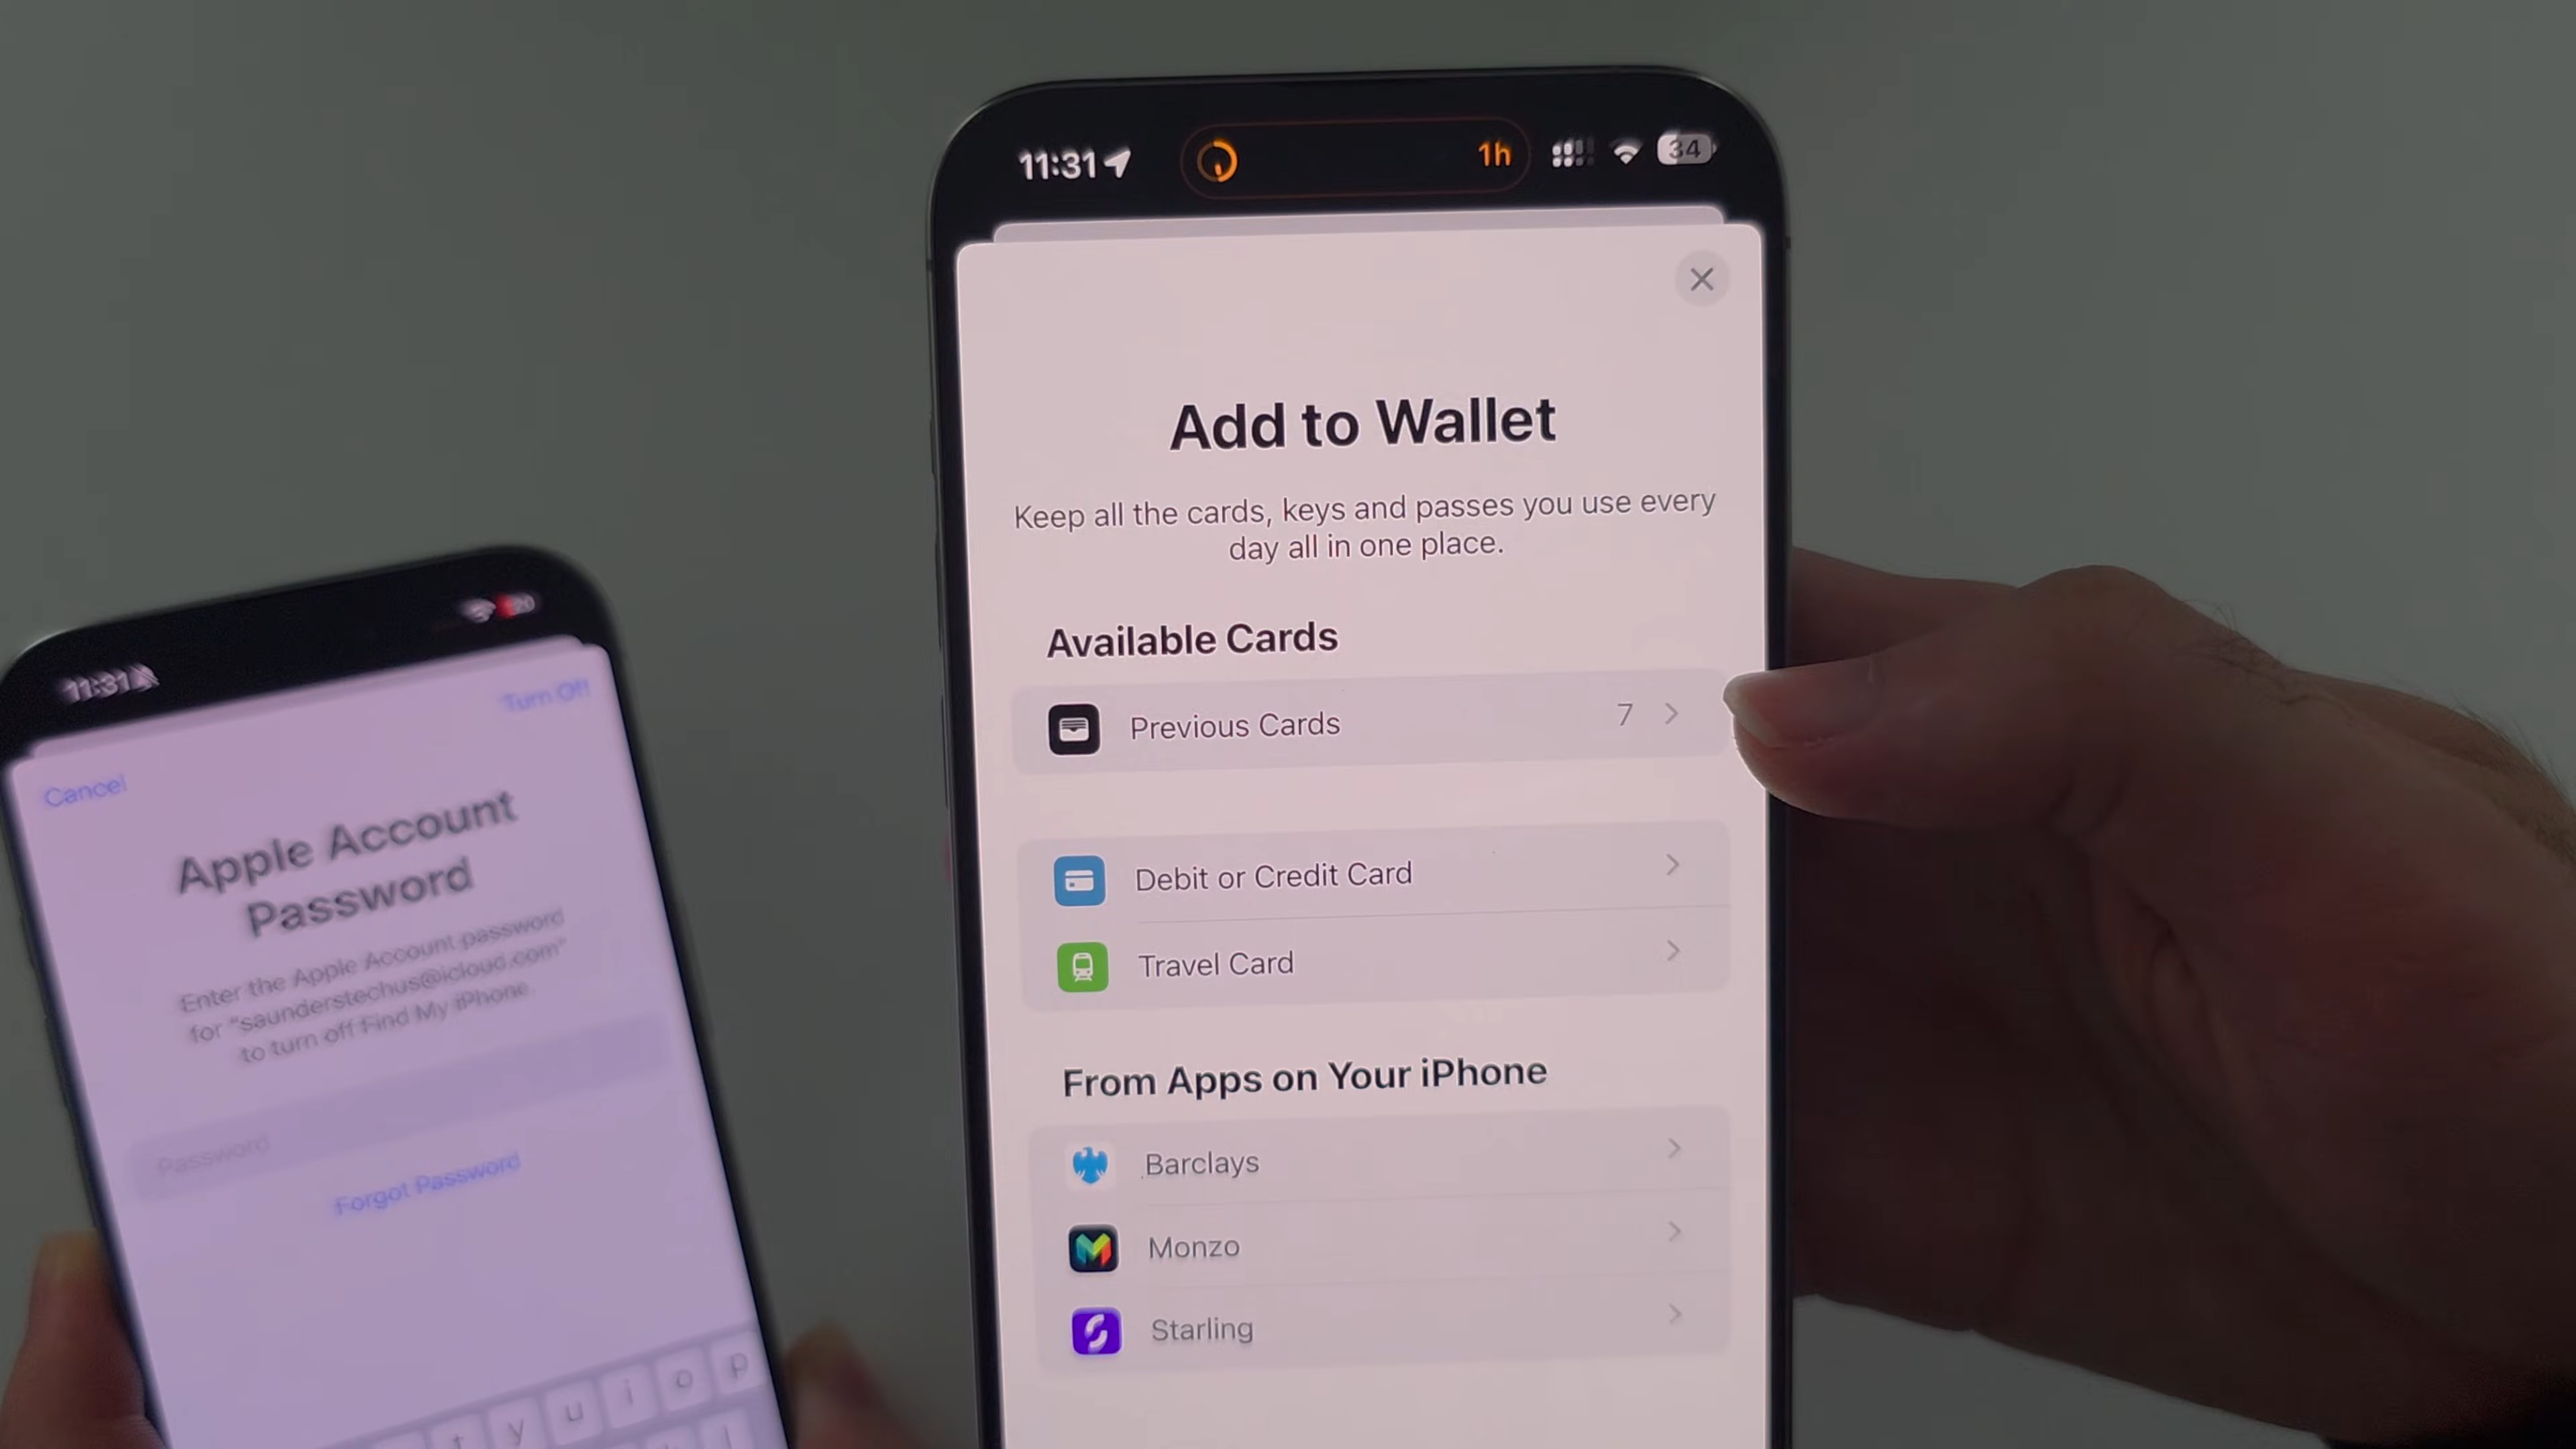 11:31
1h
34
Add to Wallet
Keep all the cards, keys and passes you use every
day all in one place.
Available Cards
Previous Cards 7
Debit or Credit Card
Travel Card
From Apps on Your iPhone
Barclays
Monzo
Starling
11:31
20
Turn Off
Cancel
Apple Account
Password
Enter the Apple Account password
for "saunderstechus@icloud.com"
to turn off Find My iPhone.
Password
Forgot Password
t y u i o p